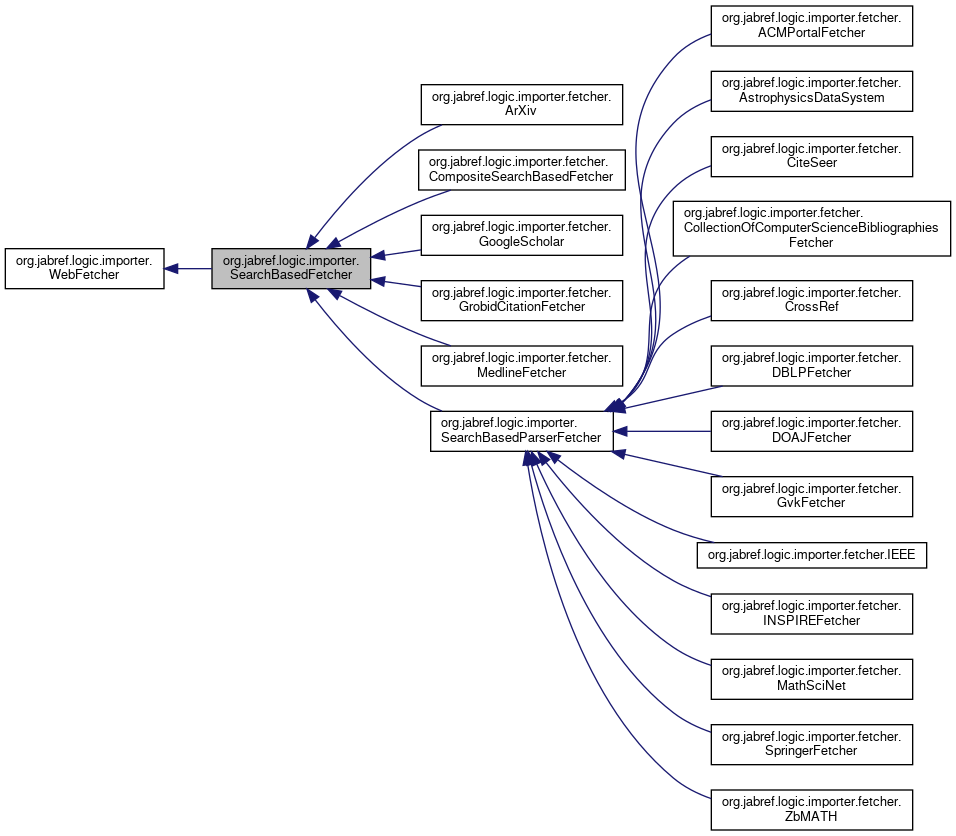 org.jabref.logic.importer.
WebFetcher
org.jabref.logic.importer.
SearchBasedFetcher
org.jabref.logic.importer.fetcher.
ArXiv
org.jabref.logic.importer.fetcher.
CompositeSearchBasedFetcher
org.jabref.logic.importer.fetcher.
GoogleScholar
org.jabref.logic.importer.fetcher.
GrobidCitationFetcher
org.jabref.logic.importer.fetcher.
MedlineFetcher
org.jabref.logic.importer.
SearchBasedParserFetcher
org.jabref.logic.importer.fetcher.
ACMPortalFetcher
org.jabref.logic.importer.fetcher.
AstrophysicsDataSystem
org.jabref.logic.importer.fetcher.
CiteSeer
org.jabref.logic.importer.fetcher.
CollectionOfComputerScienceBibliographies
Fetcher
org.jabref.logic.importer.fetcher.
CrossRef
org.jabref.logic.importer.fetcher.
DBLPFetcher
org.jabref.logic.importer.fetcher.
DOAJFetcher
org.jabref.logic.importer.fetcher.
GvkFetcher
org.jabref.logic.importer.fetcher.IEEE
org.jabref.logic.importer.fetcher.
INSPIREFetcher
org.jabref.logic.importer.fetcher.
MathSciNet
org.jabref.logic.importer.fetcher.
SpringerFetcher
org.jabref.logic.importer.fetcher.
ZbMATH